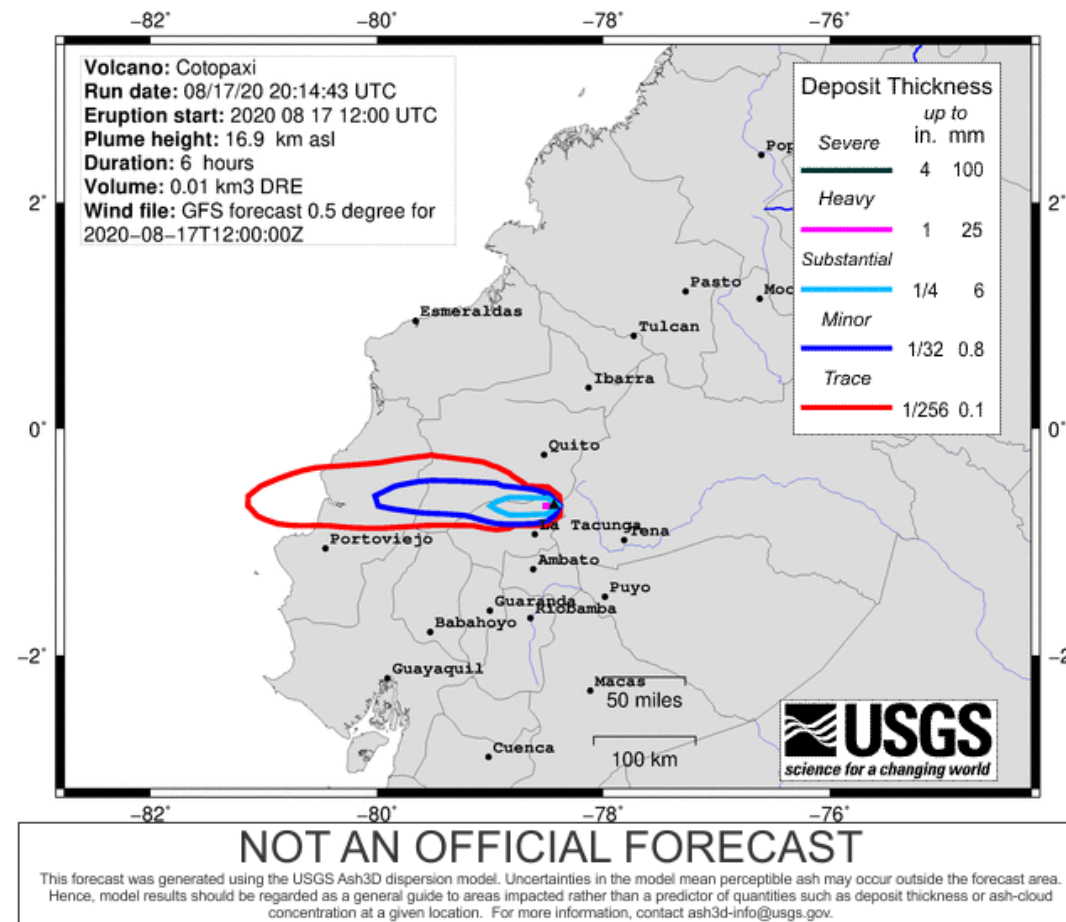 −82˚ −80˚ −78˚ −76˚
Volcano: Cotopaxi
Run date: 08/17/20 20:14:43 UTC
Eruption start: 2020 08 17 12:00 UTC
Plume height: 16.9 km asl
Duration: 6 hours
Volume: 0.01 km3 DRE
Wind file: GFS forecast 0.5 degree for
2020−08−17T12:00:00Z
Deposit Thickness
up to
in. mm
Severe
4 100
Heavy
1 25
Substantial
1/4 6
Minor
1/32 0.8
Trace
1/256 0.1
Pop
2˚ 2˚
Pasto
Moc
Esmeraldas
Tulcan
Ibarra
0˚ 0˚
Quito
La Tacunga
Tena
Portoviejo
Ambato
Puyo
Guaranda
Riobamba
Babahoyo
−2˚ −2
Guayaquil
Macas
50 miles
Cuenca
100 km
USGS
science for a changing world
−82˚ −80˚ −78˚ −76˚
NOT AN OFFICIAL FORECAST
This forecast was generated using the USGS Ash3D dispersion model. Uncertainties in the model mean perceptible ash may occur outside the forecast area.
Hence, model results should be regarded as a general guide to areas impacted rather than a predictor of quantities such as deposit thickness or ash-cloud
concentration at a given location. For more information, contact ash3d-info@usgs.gov.